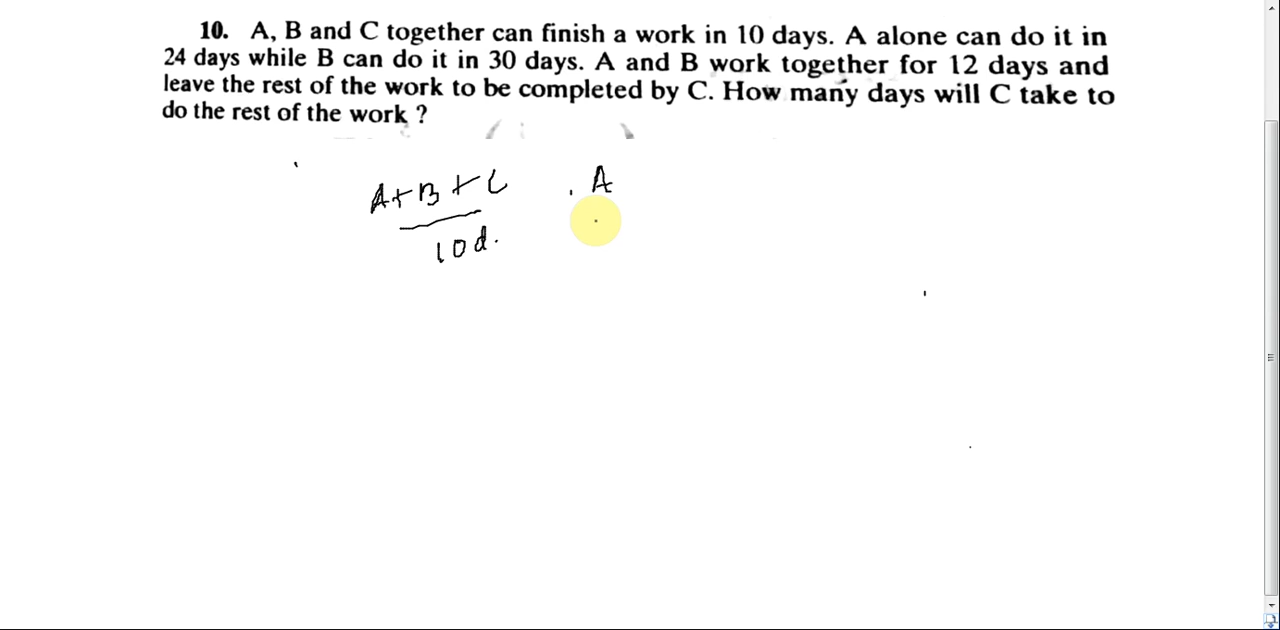 10. A, B and C together can finish a work in 10 days. A alone can do it in
24 days while B can do it in 30 days. A and B work together for 12 days and
leave the rest of the work to be completed by C. How many days will C take to
do the rest of the work ?
A+B+C
10d.
A